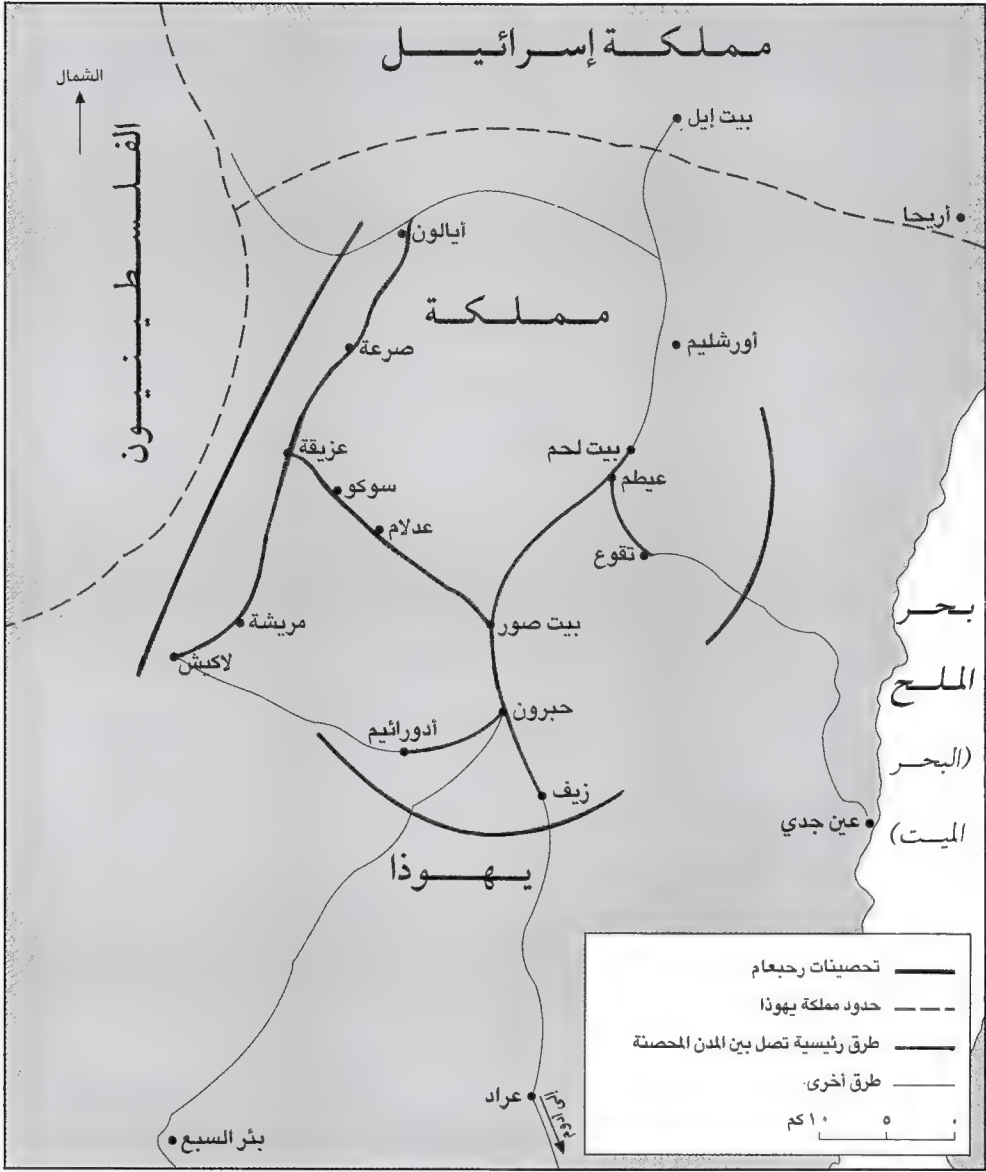 مملكة إسرائيل
الشمال
الفلسطينيون
بيت إيل
أريحا
أيالون
مملكة
صرعة
أورشليم
عزيقة
بيت لحم
سوكو
عيطم
عدلام
تقوع
بحر
الملح
(البحر
الميت)
مريشة
بيت صور
لاكيش
حبرون
أدورائيم
زيف
عين جدي
يهوذا
تحصينات رحبعام
حدود مملكة يهوذا
طرق رئيسية تصل بين المدن المحصنة
طرق أخرى
٠ ٥ ١٠ كم
عراد
إلى أدوم
بئر السبع